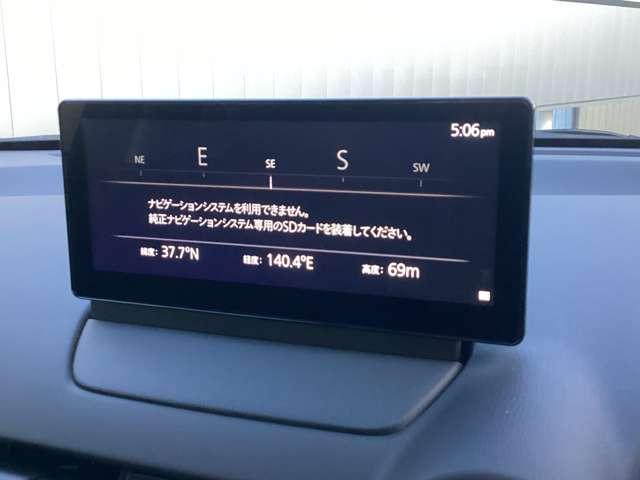 5:06pm
NE E SE S SW
ナビゲーションシステムを利用できません。
純正ナビゲーションシステム専用のSDカードを装着してください。
緯度: 37.7°N 経度: 140.4°E 高度: 69m